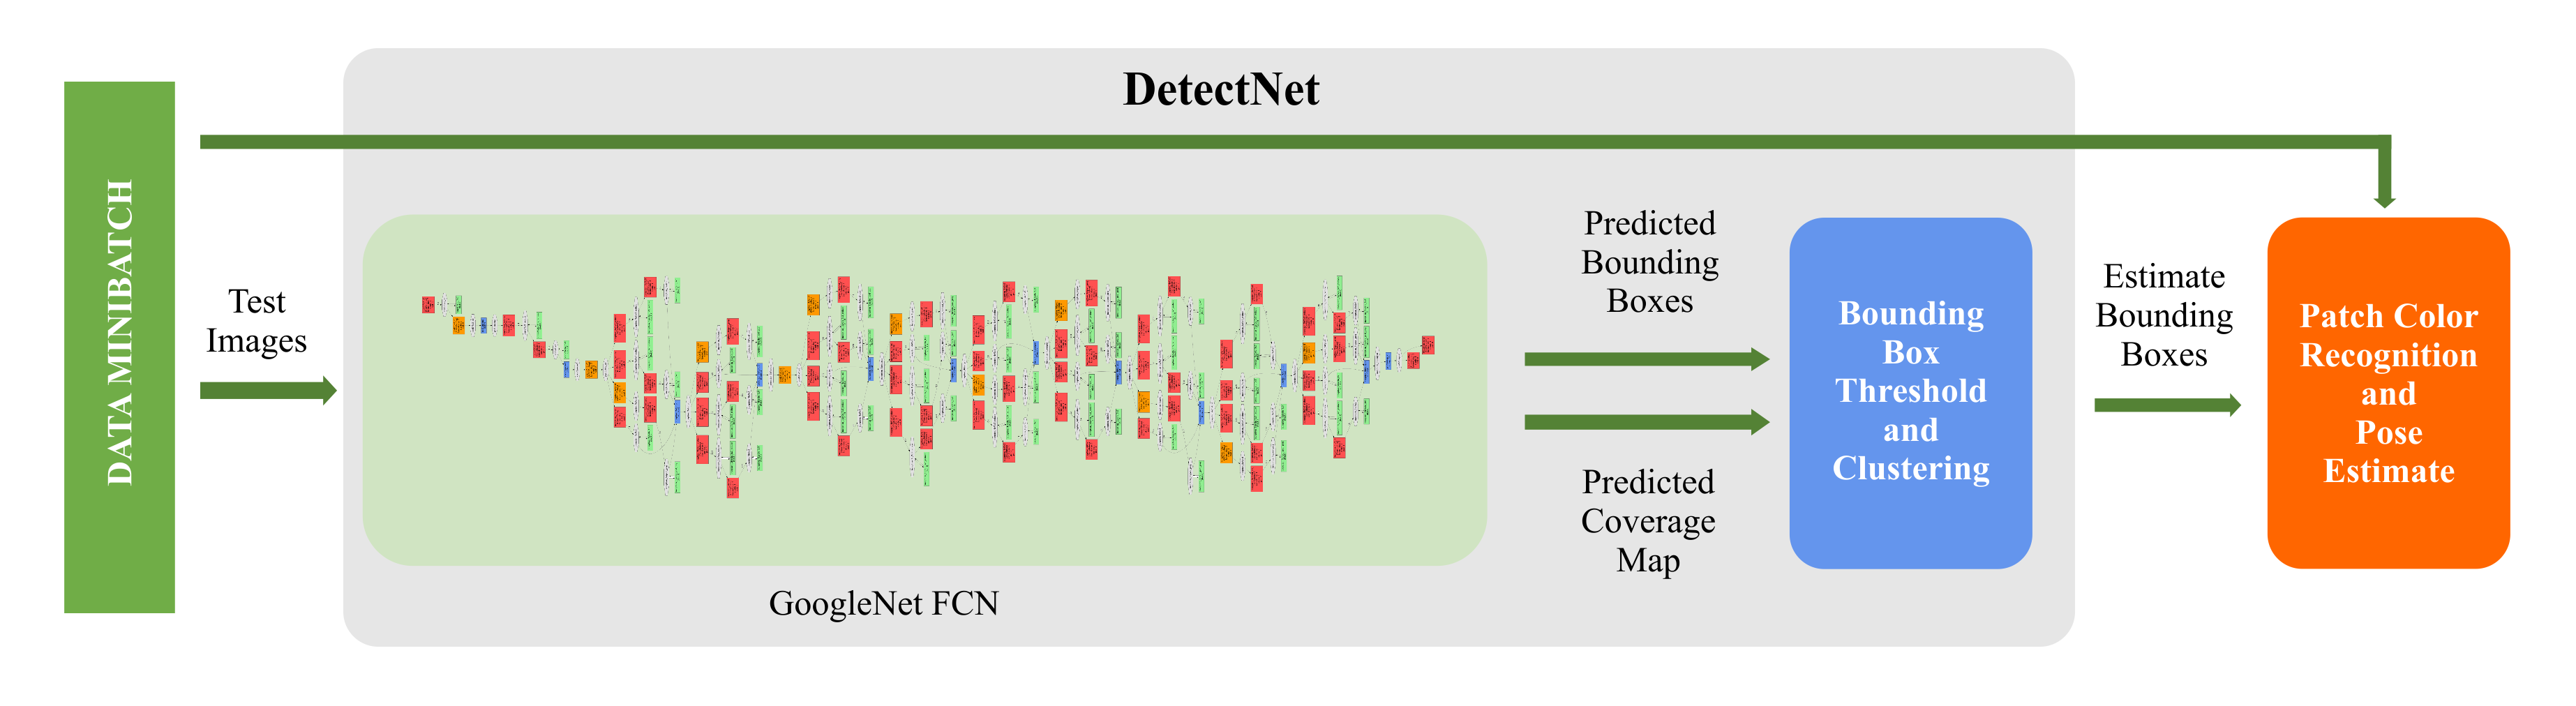 DetectNet
DATA MINIBATCH
Test
Images
GoogleNet FCN
Predicted
Bounding
Boxes
Predicted
Coverage
Map
Bounding
Box
Threshold
and
Clustering
Estimate
Bounding
Boxes
Patch Color
Recognition
and
Pose
Estimate